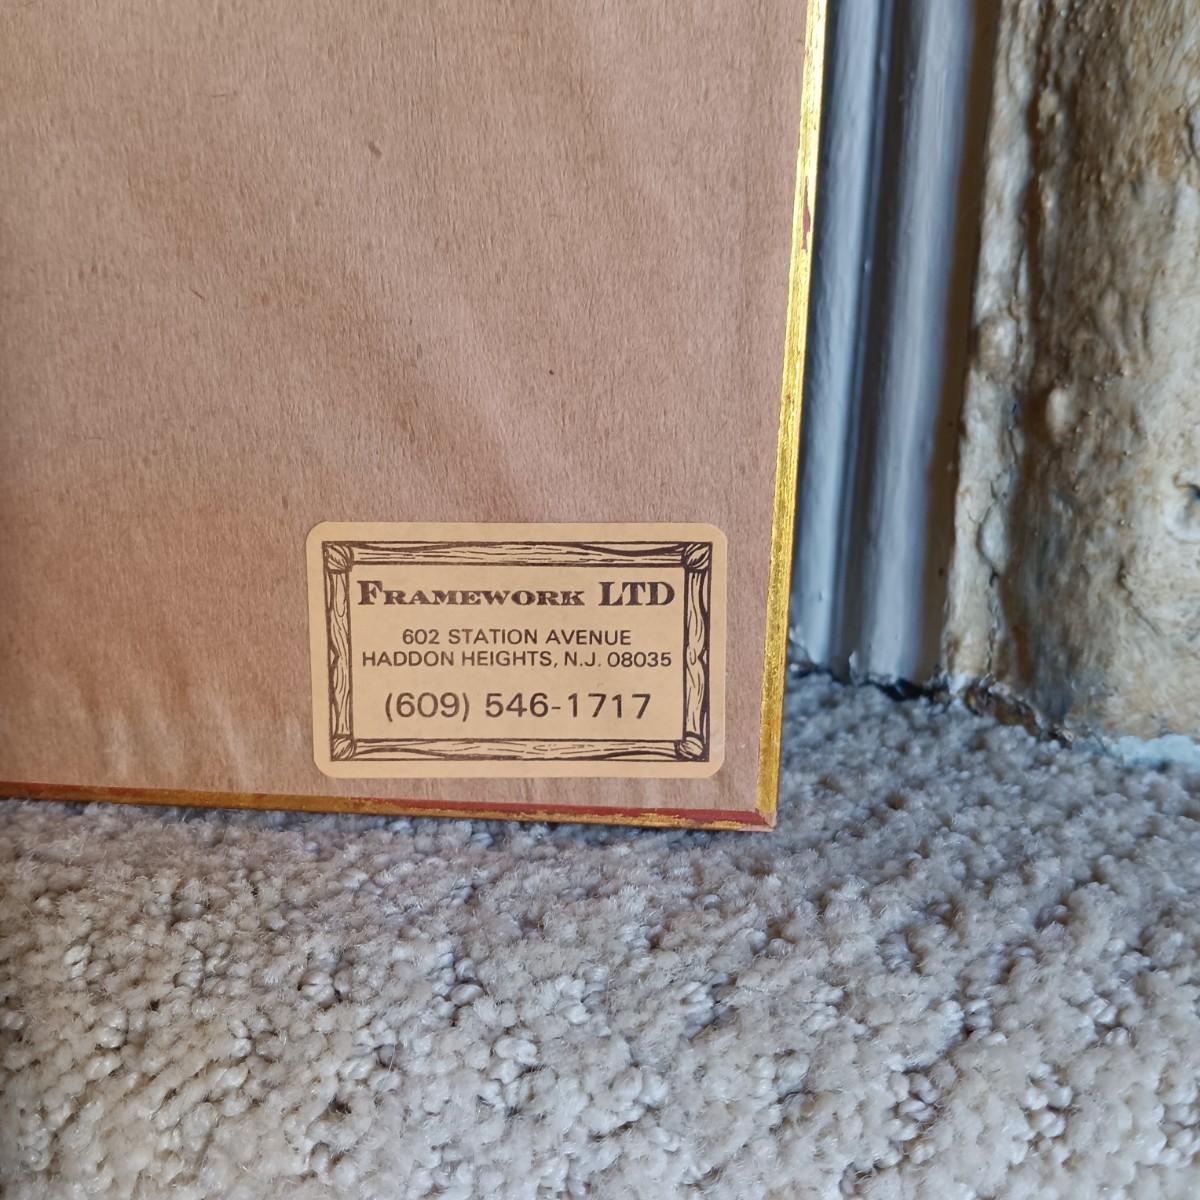 FRAMEWORK LTD
602 STATION AVENUE
HADDON HEIGHTS, N.J. 08035
(609) 546-1717